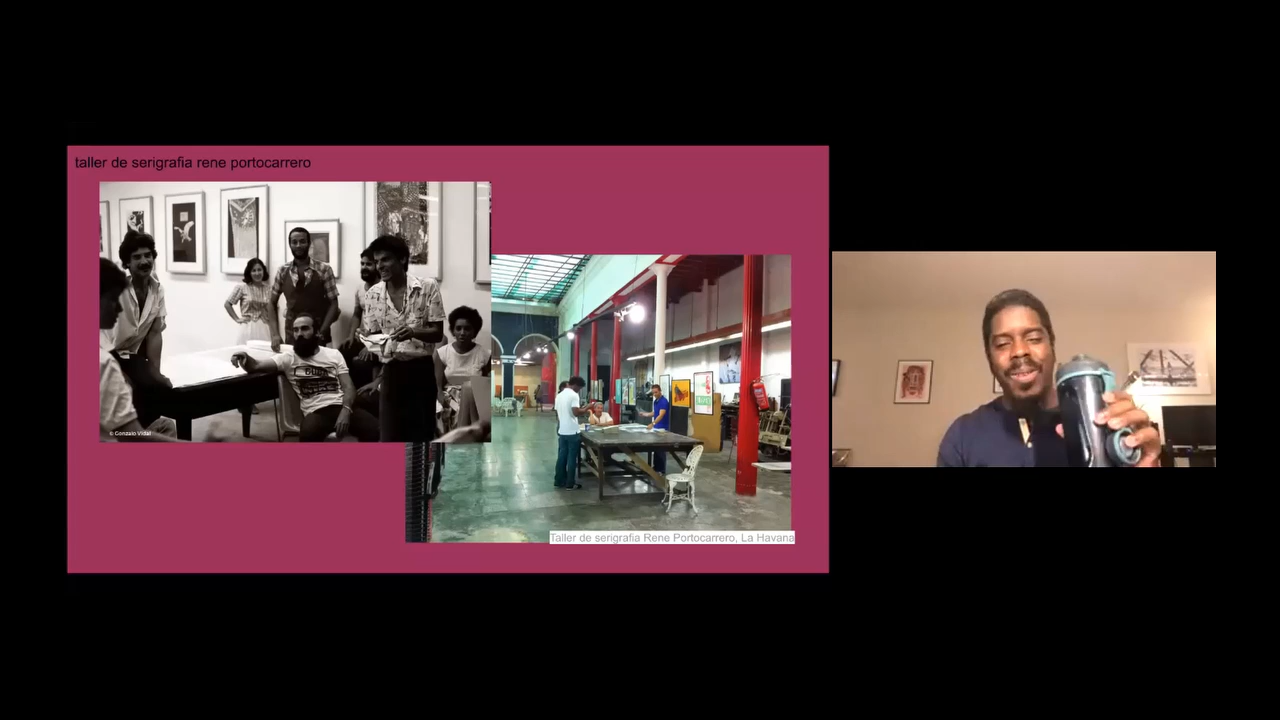 taller de serigrafia rene portocarrero
© Gonzalo Vidal
Taller de serigrafia Rene Portocarrero, La Havana